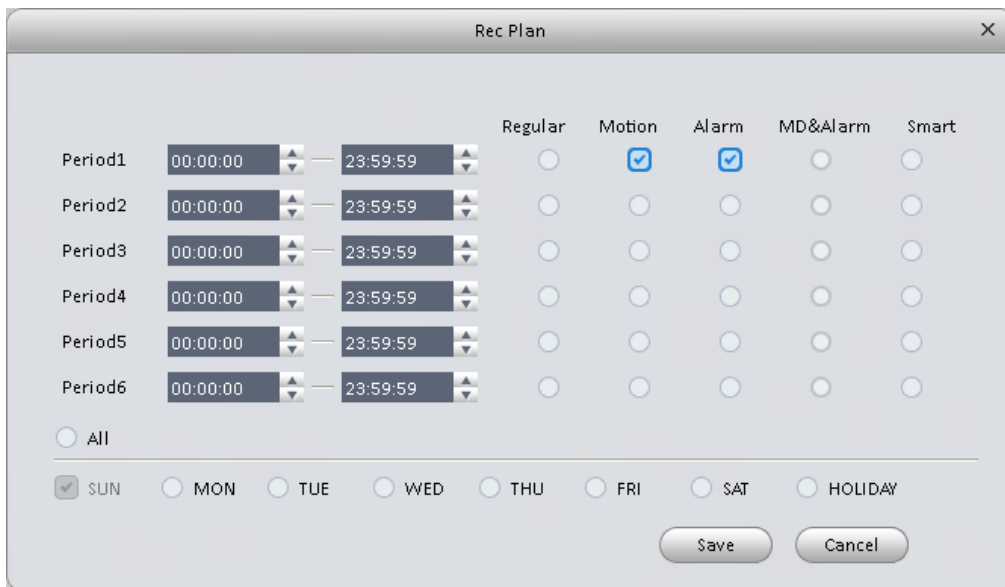 Rec Plan
Regular Motion Alarm MD&Alarm Smart
Period1 00:00:00 23:59:59
Period2 00:00:00 23:59:59
Period3 00:00:00 23:59:59
Period4 00:00:00 23:59:59
Period5 00:00:00 23:59:59
Period6 00:00:00 23:59:59
All
SUN MON TUE WED THU FRI SAT HOLIDAY
Save Cancel